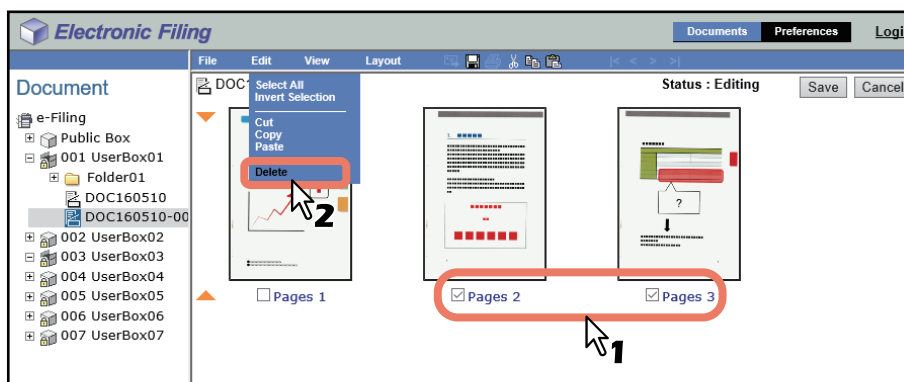 Electronic Filing
Documents Preferences Logi
File Edit View Layout |< < > >|
Document
DOC1
Status : Editing
Save Cancel
Select All
Invert Selection
Cut
Copy
Paste
Delete
2
e-Filing
Public Box
001 UserBox01
Folder01
DOC160510
DOC160510-00
002 UserBox02
003 UserBox03
004 UserBox04
005 UserBox05
006 UserBox06
007 UserBox07
?
Pages 1 Pages 2 Pages 3
1